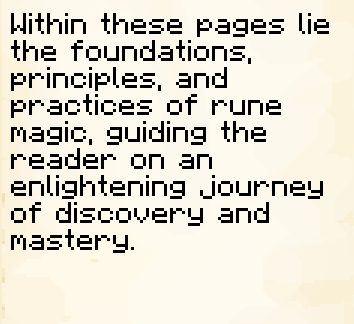 Within these pages lie
the foundations,
principles, and
practices of rune
magic, guiding the
reader on an
enlightening journey
of discovery and
mastery.